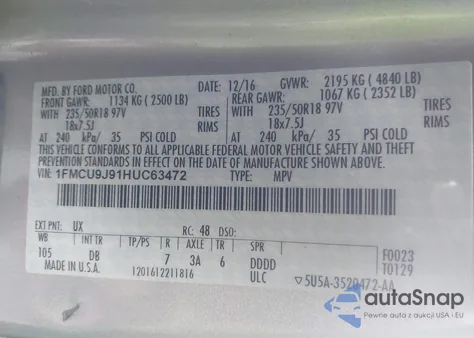 MFD. BY FORD MOTOR CO. DATE: 12/16 GVWR: 2195 KG ( 4840 LB)
FRONT GAWR: 1134 KG ( 2500 LB) REAR GAWR: 1067 KG ( 2352 LB)
WITH 235/50R18 97V TIRES WITH 235/50R18 97V TIRES
18x7.5J RIMS 18x7.5J RIMS
AT 240 kPa/ 35 PSI COLD AT 240 kPa/ 35 PSI COLD
THIS VEHICLE CONFORMS TO ALL APPLICABLE FEDERAL MOTOR VEHICLE SAFETY AND THEFT PREVENTION STANDARDS IN EFFECT ON THE DATE OF MANUFACTURE SHOWN ABOVE.
VIN: 1FMCU9J91HUC63472 TYPE: MPV
EXT PNT: UX RC: 48 DSO:
WB INT TR TP/PS R AXLE TR SPR
105 DB 7 3A 6 DDDD
F0023
T0129
MADE IN U.S.A. 1201612211816 ULC ▽5U5A-3520472-AA
autoSnap
Auta używane z USA i EU